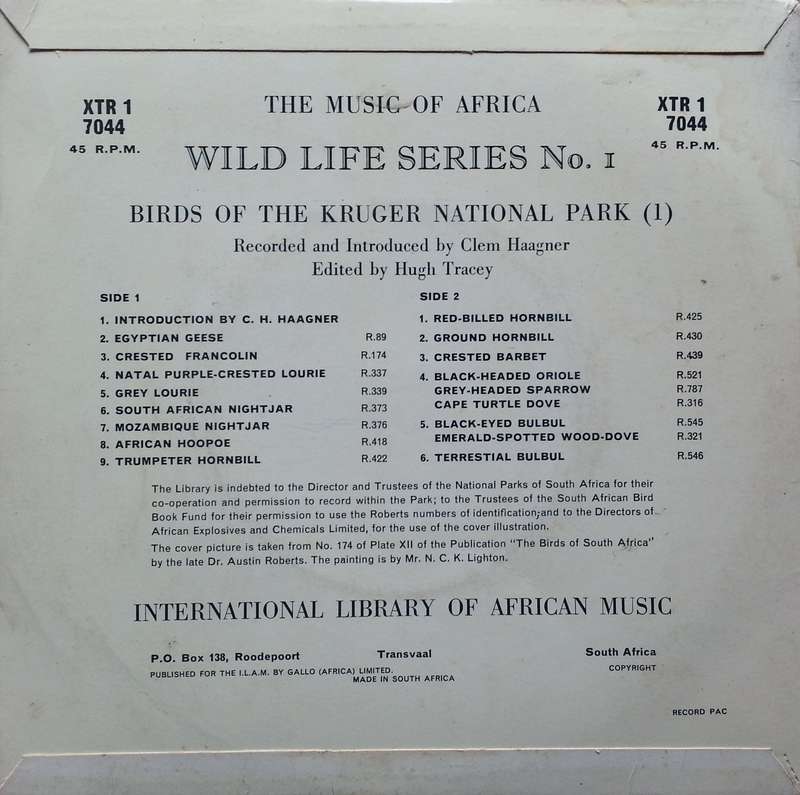 XTR 1
7044
45 R.P.M.
THE MUSIC OF AFRICA
XTR 1
7044
45 R.P.M.
WILD LIFE SERIES No. 1
BIRDS OF THE KRUGER NATIONAL PARK (1)
Recorded and Introduced by Clem Haagner
Edited by Hugh Tracey
SIDE 1
1. INTRODUCTION BY C. H. HAAGNER
2. EGYPTIAN GEESE R.89
3. CRESTED FRANCOLIN R.174
4. NATAL PURPLE-CRESTED LOURIE R.337
5. GREY LOURIE R.339
6. SOUTH AFRICAN NIGHTJAR R.373
7. MOZAMBIQUE NIGHTJAR R.376
8. AFRICAN HOOPOE R.418
9. TRUMPETER HORNBILL R.422
SIDE 2
1. RED-BILLED HORNBILL R.425
2. GROUND HORNBILL R.430
3. CRESTED BARBET R.439
4. BLACK-HEADED ORIOLE R.521
GREY-HEADED SPARROW R.787
CAPE TURTLE DOVE R.316
5. BLACK-EYED BULBUL R.545
EMERALD-SPOTTED WOOD-DOVE R.321
6. TERRESTIAL BULBUL R.546
The Library is indebted to the Director and Trustees of the National Parks of South Africa for their
co-operation and permission to record within the Park; to the Trustees of the South African Bird
Book Fund for their permission to use the Roberts numbers of identification;and to the Directors of
African Explosives and Chemicals Limited, for the use of the cover illustration.
The cover picture is taken from No. 174 of Plate XII of the Publication "The Birds of South Africa"
by the late Dr. Austin Roberts. The painting is by Mr. N. C. K. Lighton.
INTERNATIONAL LIBRARY OF AFRICAN MUSIC
P.O. Box 138, Roodepoort Transvaal South Africa
PUBLISHED FOR THE I.L.A.M. BY GALLO (AFRICA) LIMITED. COPYRIGHT
MADE IN SOUTH AFRICA
RECORD PAC